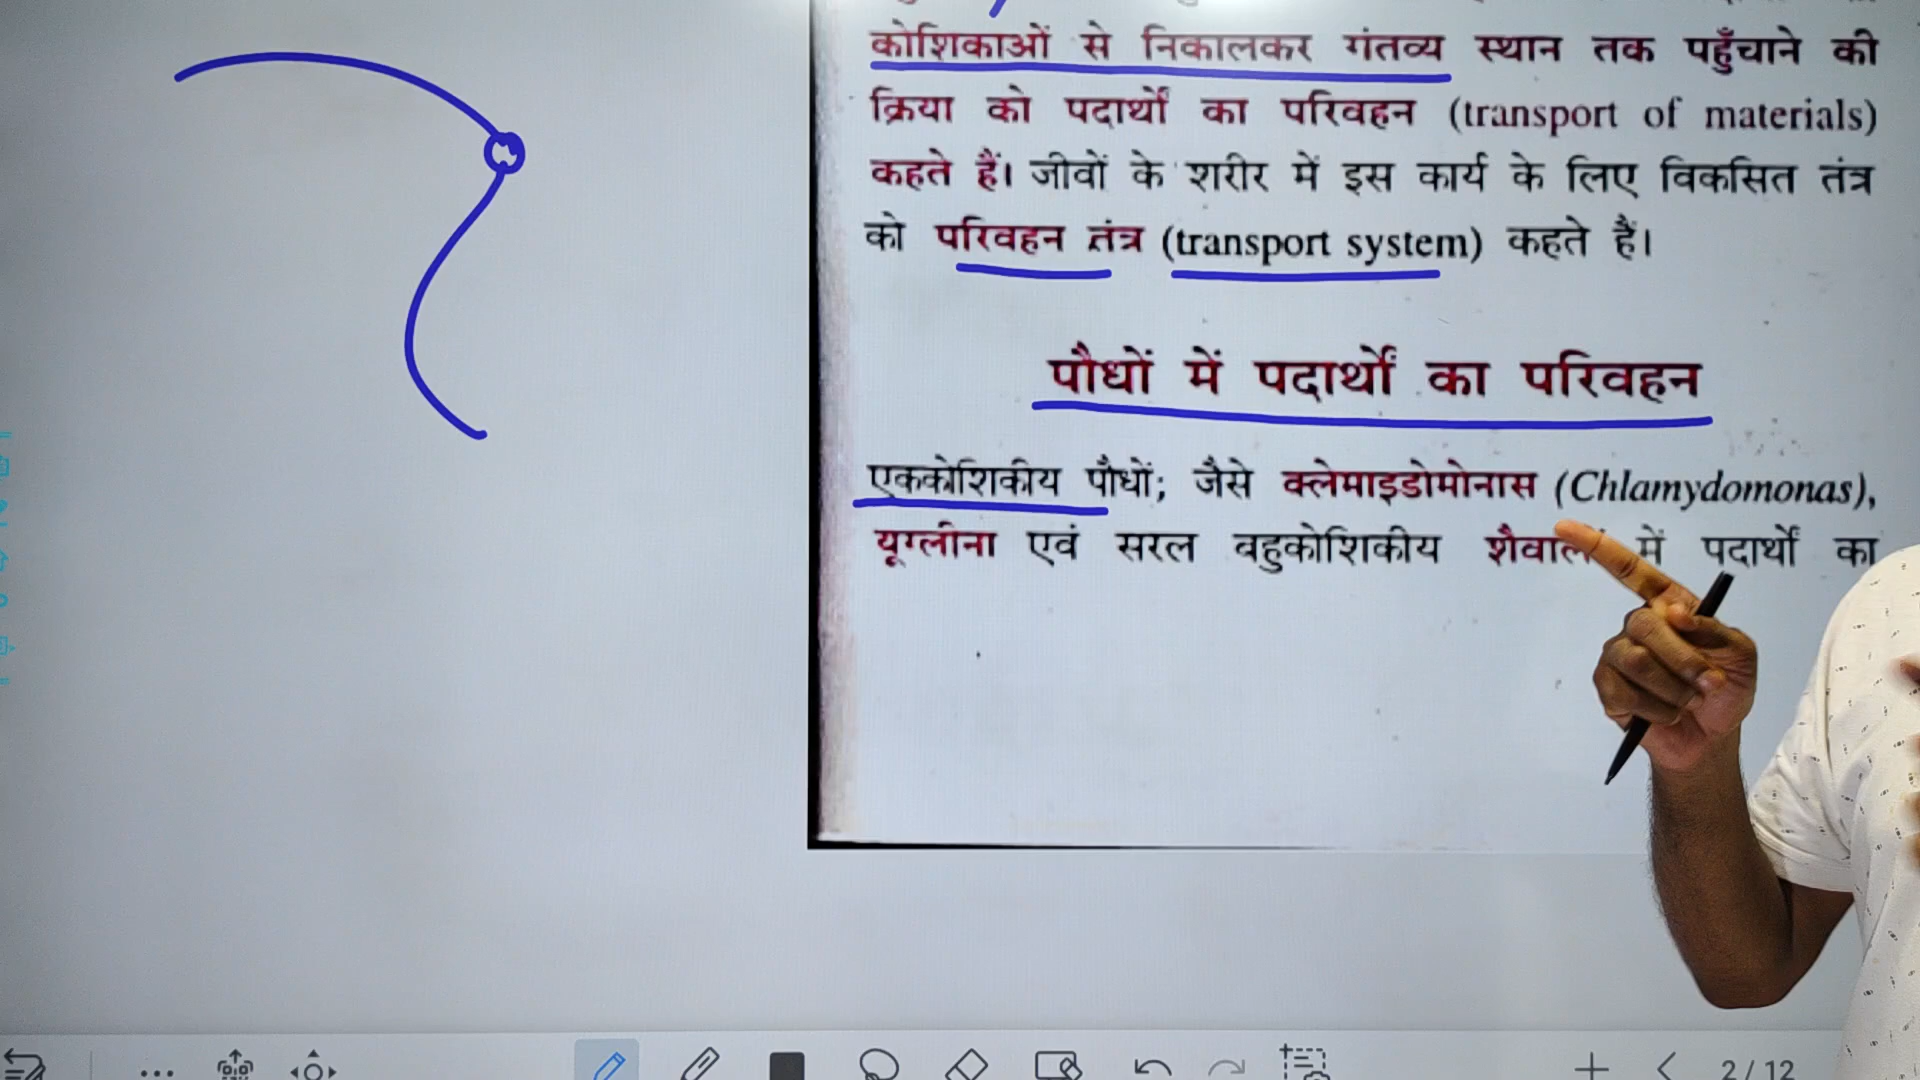 कोशिकाओं से निकालकर गंतव्य स्थान तक पहुँचाने की
क्रिया को पदार्थों का परिवहन (transport of materials)
कहते हैं। जीवों के शरीर में इस कार्य के लिए विकसित तंत्र
को परिवहन तंत्र (transport system) कहते हैं।
पौधों में पदार्थों का परिवहन
एककोशिकीय पौधों; जैसे क्लेमाइडोमोनास (Chlamydomonas),
यूग्लीना एवं सरल बहुकोशिकीय में पदार्थों का
2/12